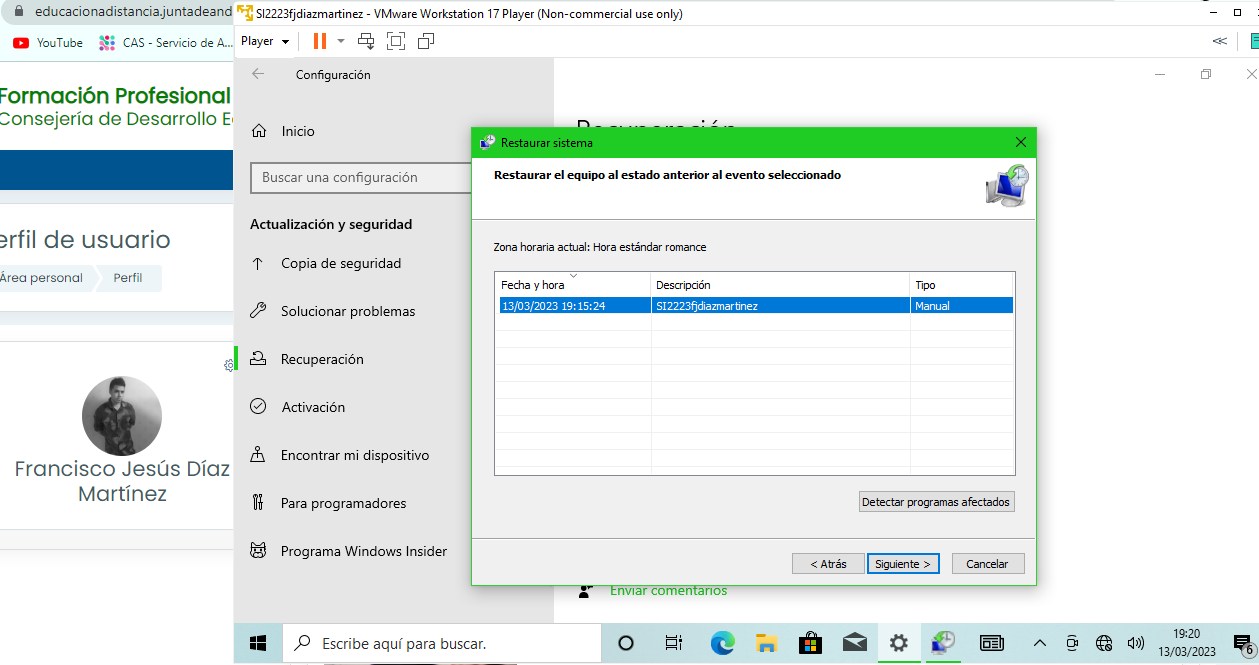 educacionadistancia.juntadeand
YouTube
CAS - Servicio de A...
Formación Profesional
Consejería de Desarrollo E
erfil de usuario
Área personal
Perfil
Francisco Jesús Díaz
Martínez
SI2223fjdiazmartinez - VMware Workstation 17 Player (Non-commercial use only)
Player
Configuración
Inicio
Buscar una configuración
Actualización y seguridad
Copia de seguridad
Solucionar problemas
Recuperación
Activación
Encontrar mi dispositivo
Para programadores
Programa Windows Insider
Recuperación
Restaurar sistema
Restaurar el equipo al estado anterior al evento seleccionado
Zona horaria actual: Hora estándar romance
Fecha y hora Descripción Tipo
13/03/2023 19:15:24 SI2223fjdiazmartinez Manual
Detectar programas afectados
< Atrás Siguiente > Cancelar
Enviar comentarios
Escribe aquí para buscar.
19:20
13/03/2023
6